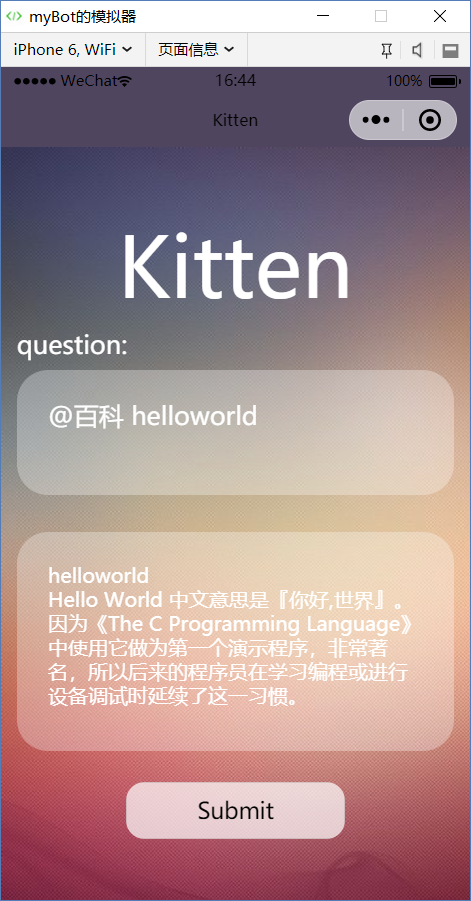 myBot的模拟器
iPhone 6, WiFi 页面信息
WeChat 16:44 100%
Kitten
Kitten
question:
@百科 helloworld
helloworld
Hello World 中文意思是『你好,世界』。
因为《The C Programming Language》
中使用它做为第一个演示程序，非常著
名，所以后来的程序员在学习编程或进行
设备调试时延续了这一习惯。
Submit